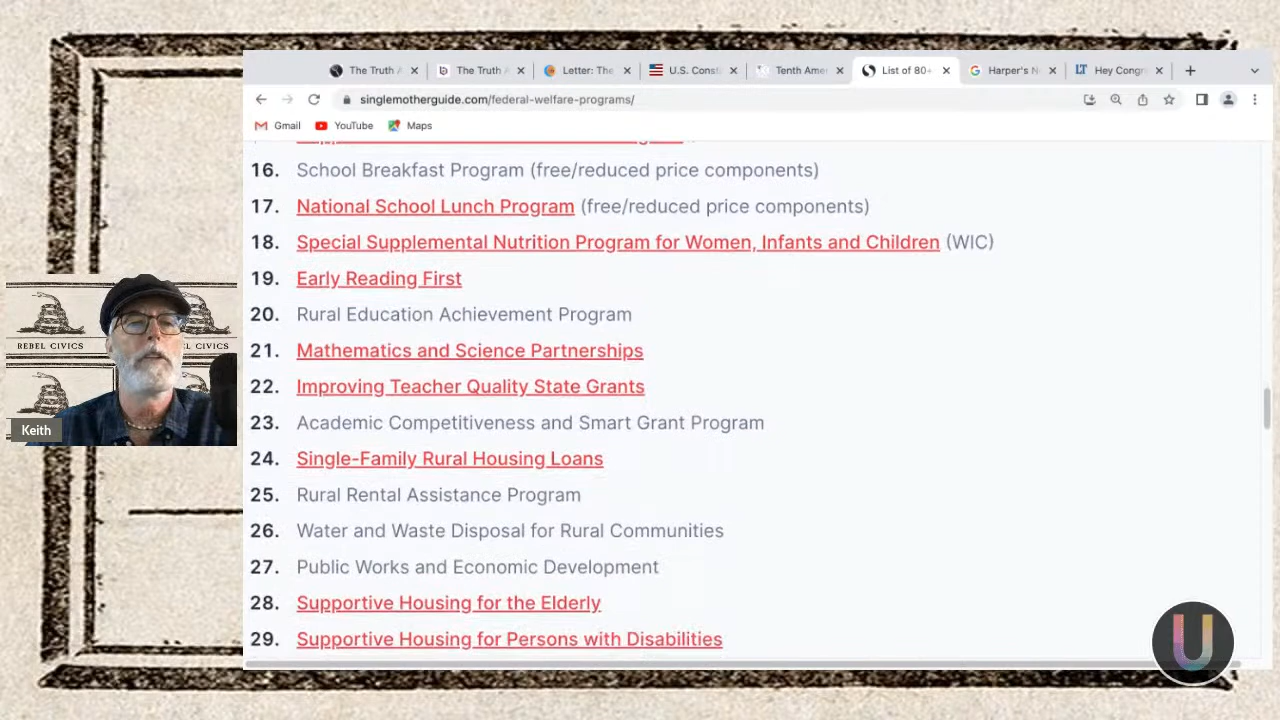 The Truth A
The Truth A
Letter: The
U.S. Const
Tenth Amer
List of 80+
Harper's N
Hey Congr
singlemotherguide.com/federal-welfare-programs/
Gmail
YouTube
Maps
16. School Breakfast Program (free/reduced price components)
17. National School Lunch Program (free/reduced price components)
18. Special Supplemental Nutrition Program for Women, Infants and Children (WIC)
19. Early Reading First
20. Rural Education Achievement Program
21. Mathematics and Science Partnerships
22. Improving Teacher Quality State Grants
23. Academic Competitiveness and Smart Grant Program
24. Single-Family Rural Housing Loans
25. Rural Rental Assistance Program
26. Water and Waste Disposal for Rural Communities
27. Public Works and Economic Development
28. Supportive Housing for the Elderly
29. Supportive Housing for Persons with Disabilities
REBEL CIVICS
L CIVICS
Keith
U